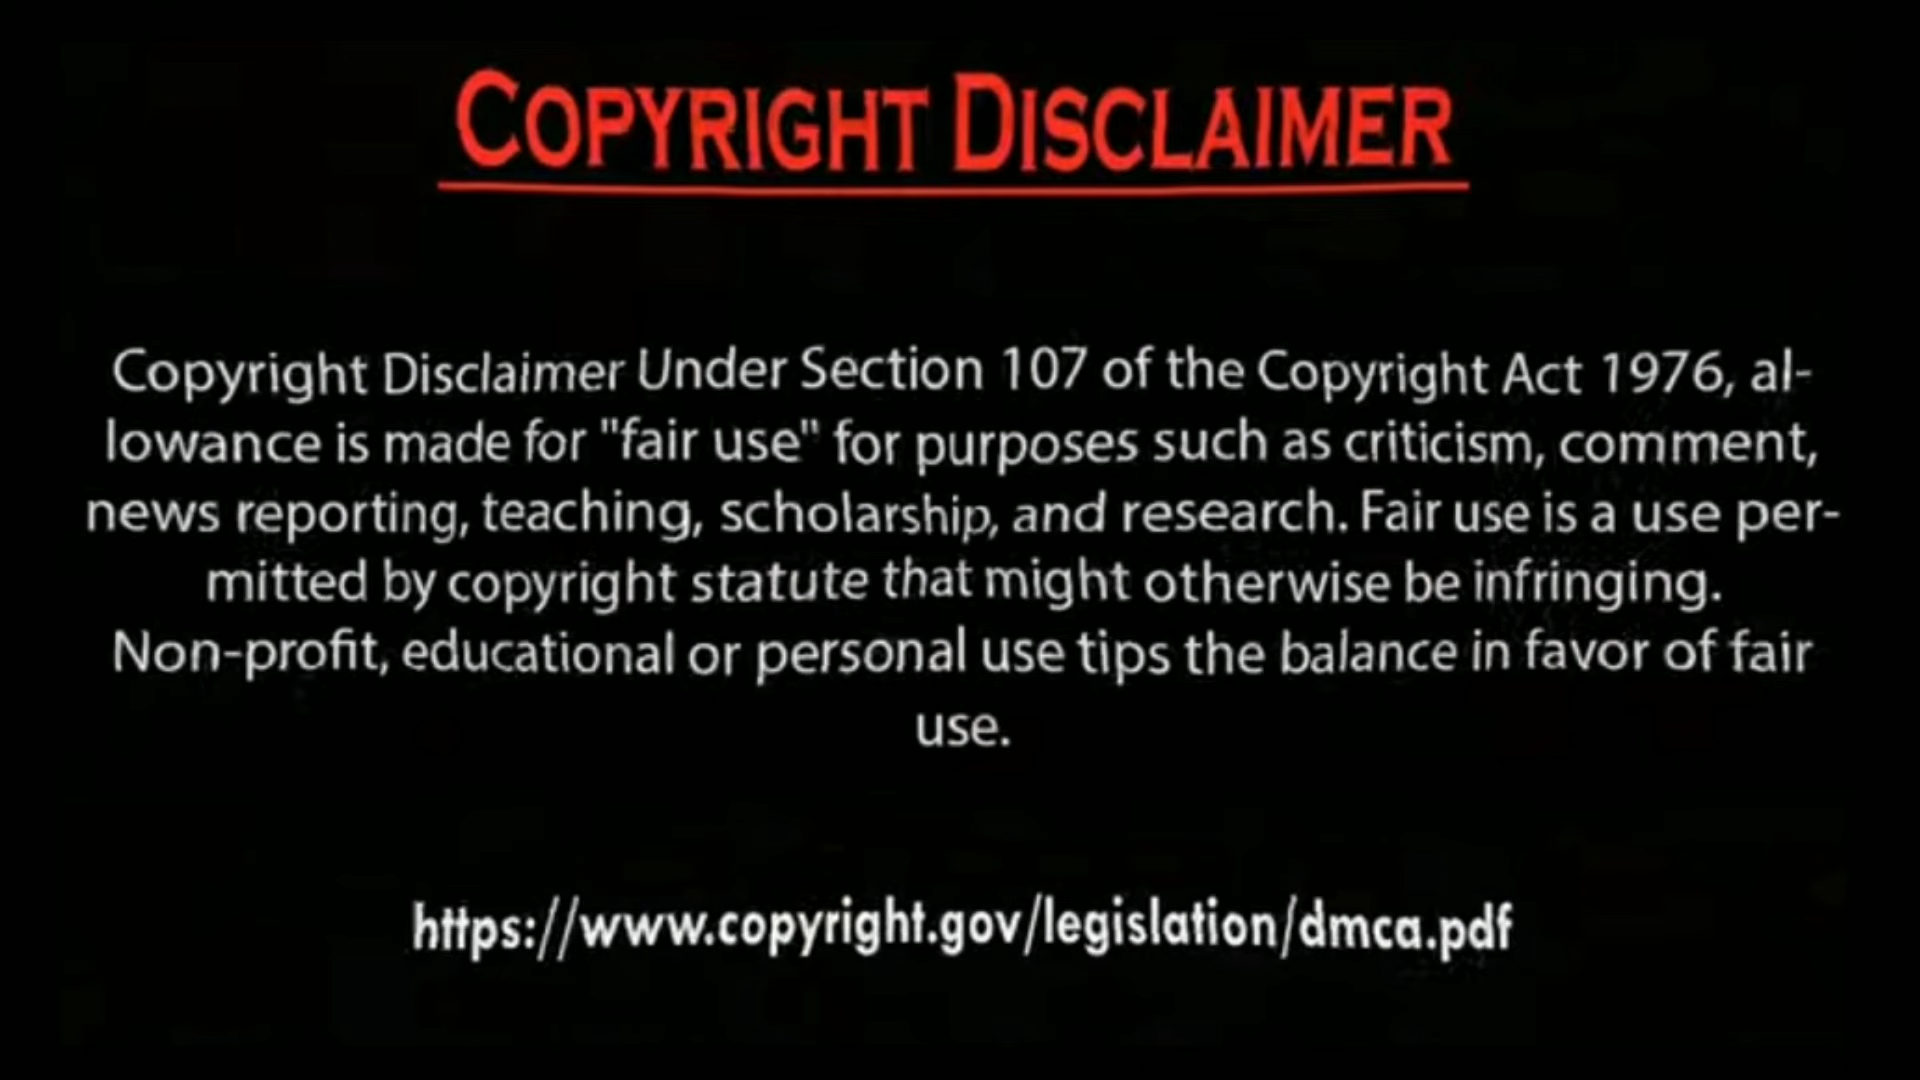 COPYRIGHT DISCLAIMER
Copyright Disclaimer Under Section 107 of the Copyright Act 1976, al-
lowance is made for "fair use" for purposes such as criticism, comment,
news reporting, teaching, scholarship, and research. Fair use is a use per-
mitted by copyright statute that might otherwise be infringing.
Non-profit, educational or personal use tips the balance in favor of fair
use.
https://www.copyright.gov/legislation/dmca.pdf